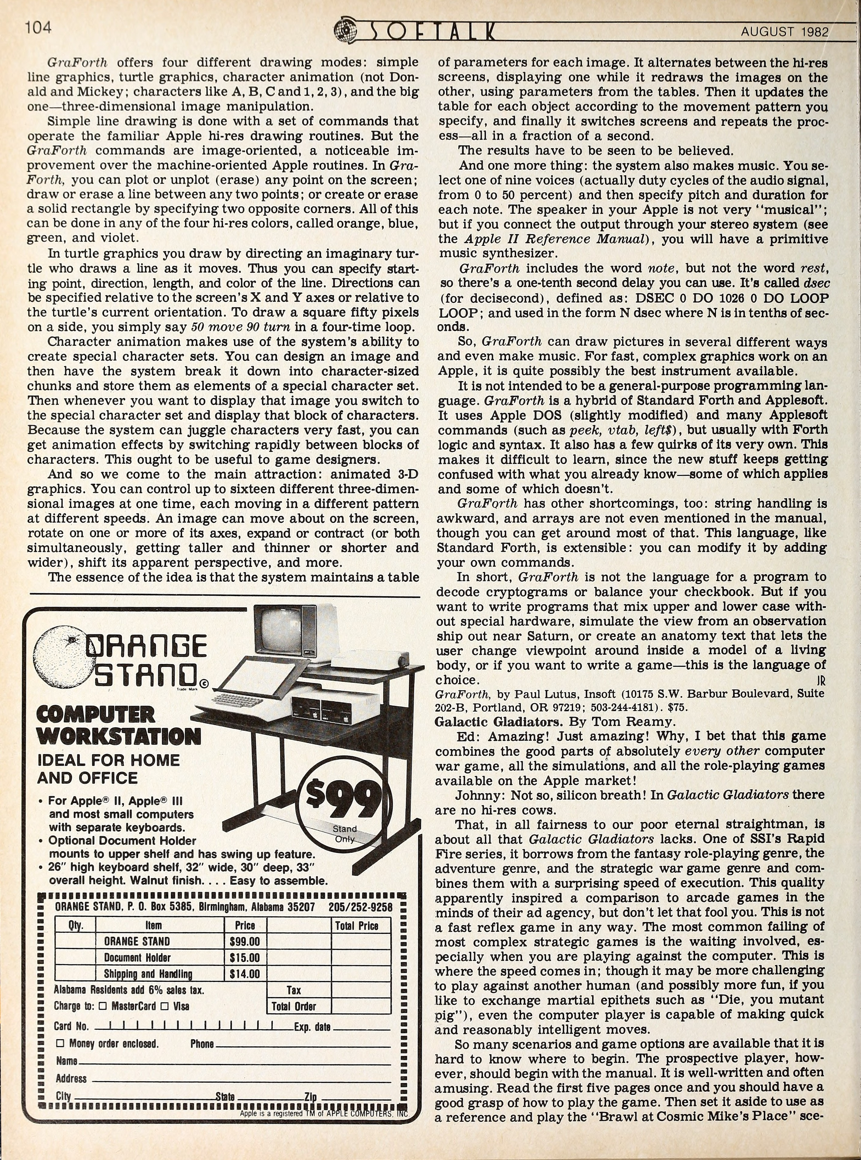 104
SOFTALK
AUGUST 1982
GraForth offers four different drawing modes: simple
line graphics, turtle graphics, character animation (not Don-
ald and Mickey; characters like A, B, C and 1, 2, 3), and the big
one—three-dimensional image manipulation.
Simple line drawing is done with a set of commands that
operate the familiar Apple hi-res drawing routines. But the
GraForth commands are image-oriented, a noticeable im-
provement over the machine-oriented Apple routines. In Gra-
Forth, you can plot or unplot (erase) any point on the screen;
draw or erase a line between any two points; or create or erase
a solid rectangle by specifying two opposite corners. All of this
can be done in any of the four hi-res colors, called orange, blue,
green, and violet.
In turtle graphics you draw by directing an imaginary tur-
tle who draws a line as it moves. Thus you can specify start-
ing point, direction, length, and color of the line. Directions can
be specified relative to the screen's X and Y axes or relative to
the turtle's current orientation. To draw a square fifty pixels
on a side, you simply say 50 move 90 turn in a four-time loop.
Character animation makes use of the system's ability to
create special character sets. You can design an image and
then have the system break it down into character-sized
chunks and store them as elements of a special character set.
Then whenever you want to display that image you switch to
the special character set and display that block of characters.
Because the system can juggle characters very fast, you can
get animation effects by switching rapidly between blocks of
characters. This ought to be useful to game designers.
And so we come to the main attraction: animated 3-D
graphics. You can control up to sixteen different three-dimen-
sional images at one time, each moving in a different pattern
at different speeds. An image can move about on the screen,
rotate on one or more of its axes, expand or contract (or both
simultaneously, getting taller and thinner or shorter and
wider), shift its apparent perspective, and more.
The essence of the idea is that the system maintains a table
of parameters for each image. It alternates between the hi-res
screens, displaying one while it redraws the images on the
other, using parameters from the tables. Then it updates the
table for each object according to the movement pattern you
specify, and finally it switches screens and repeats the proc-
ess—all in a fraction of a second.
The results have to be seen to be believed.
And one more thing: the system also makes music. You se-
lect one of nine voices (actually duty cycles of the audio signal,
from 0 to 50 percent) and then specify pitch and duration for
each note. The speaker in your Apple is not very "musical";
but if you connect the output through your stereo system (see
the Apple II Reference Manual), you will have a primitive
music synthesizer.
GraForth includes the word note, but not the word rest,
so there's a one-tenth second delay you can use. It's called dsec
(for decisecond), defined as: DSEC 0 DO 1026 0 DO LOOP
LOOP; and used in the form N dsec where N is in tenths of sec-
onds.
So, GraForth can draw pictures in several different ways
and even make music. For fast, complex graphics work on an
Apple, it is quite possibly the best instrument available.
It is not intended to be a general-purpose programming lan-
guage. GraForth is a hybrid of Standard Forth and Applesoft.
It uses Apple DOS (slightly modified) and many Applesoft
commands (such as peek, vtab, left$), but usually with Forth
logic and syntax. It also has a few quirks of its very own. This
makes it difficult to learn, since the new stuff keeps getting
confused with what you already know—some of which applies
and some of which doesn't.
GraForth has other shortcomings, too: string handling is
awkward, and arrays are not even mentioned in the manual,
though you can get around most of that. This language, like
Standard Forth, is extensible: you can modify it by adding
your own commands.
In short, GraForth is not the language for a program to
decode cryptograms or balance your checkbook. But if you
want to write programs that mix upper and lower case with-
out special hardware, simulate the view from an observation
ship out near Saturn, or create an anatomy text that lets the
user change viewpoint around inside a model of a living
body, or if you want to write a game—this is the language of
choice. JR
GraForth, by Paul Lutus, Insoft (10175 S.W. Barbur Boulevard, Suite
202-B, Portland, OR 97219; 503-244-4181). $75.
Galactic Gladiators. By Tom Reamy.
Ed: Amazing! Just amazing! Why, I bet that this game
combines the good parts of absolutely every other computer
war game, all the simulations, and all the role-playing games
available on the Apple market!
Johnny: Not so, silicon breath! In Galactic Gladiators there
are no hi-res cows.
That, in all fairness to our poor eternal straightman, is
about all that Galactic Gladiators lacks. One of SSI's Rapid
Fire series, it borrows from the fantasy role-playing genre, the
adventure genre, and the strategic war game genre and com-
bines them with a surprising speed of execution. This quality
apparently inspired a comparison to arcade games in the
minds of their ad agency, but don't let that fool you. This is not
a fast reflex game in any way. The most common failing of
most complex strategic games is the waiting involved, es-
pecially when you are playing against the computer. This is
where the speed comes in; though it may be more challenging
to play against another human (and possibly more fun, if you
like to exchange martial epithets such as "Die, you mutant
pig"), even the computer player is capable of making quick
and reasonably intelligent moves.
So many scenarios and game options are available that it is
hard to know where to begin. The prospective player, how-
ever, should begin with the manual. It is well-written and often
amusing. Read the first five pages once and you should have a
good grasp of how to play the game. Then set it aside to use as
a reference and play the "Brawl at Cosmic Mike's Place" sce-
ORANGE
STAND ©
Trade Mark
COMPUTER
WORKSTATION
IDEAL FOR HOME
AND OFFICE
$99
Stand
Only
• For Apple® II, Apple® III
and most small computers
with separate keyboards.
• Optional Document Holder
mounts to upper shelf and has swing up feature.
• 26" high keyboard shelf, 32" wide, 30" deep, 33"
overall height. Walnut finish. . . . Easy to assemble.
ORANGE STAND, P. O. Box 5385, Birmingham, Alabama 35207 205/252-9258
Qty. Item Price Total Price
ORANGE STAND $99.00
Document Holder $15.00
Shipping and Handling $14.00
Alabama Residents add 6% sales tax. Tax
Charge to: □ MasterCard □ Visa Total Order
Card No. Exp. date
□ Money order enclosed. Phone
Name
Address
City State Zip
Apple is a registered TM of APPLE COMPUTERS, INC